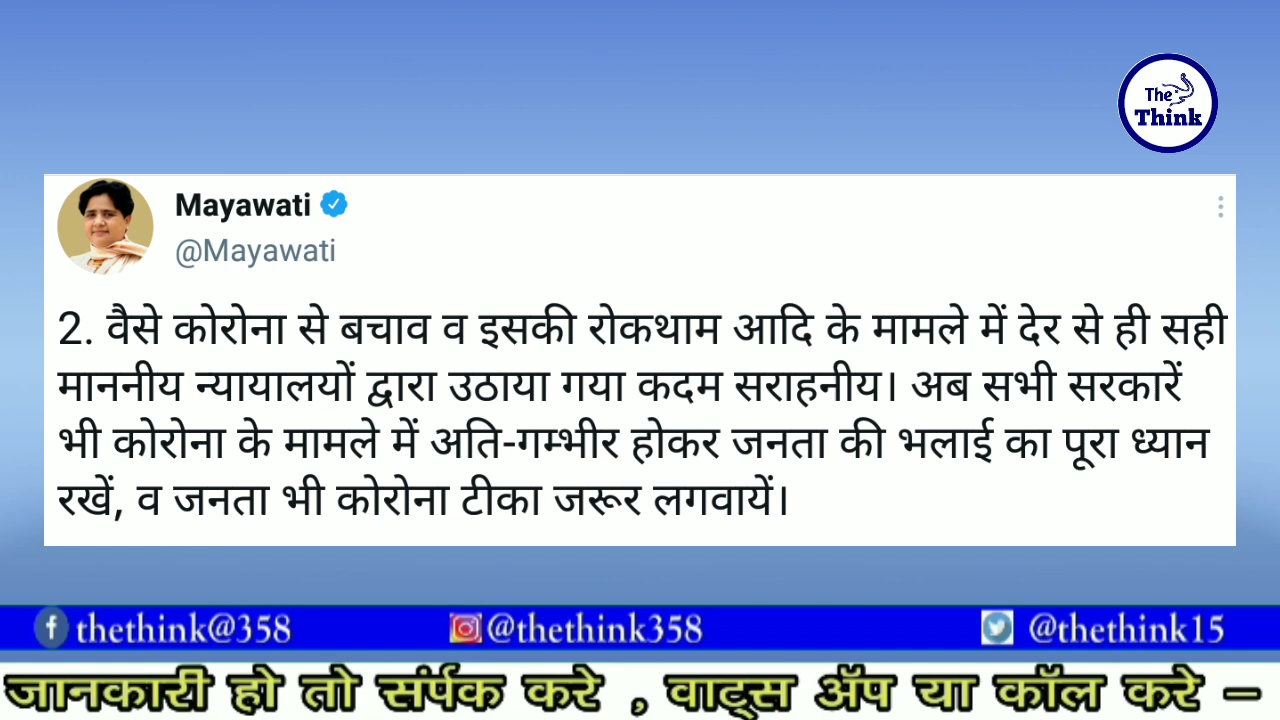 The
Think
Mayawati
@Mayawati
2. वैसे कोरोना से बचाव व इसकी रोकथाम आदि के मामले में देर से ही सही
माननीय न्यायालयों द्वारा उठाया गया कदम सराहनीय। अब सभी सरकारें
भी कोरोना के मामले में अति-गम्भीर होकर जनता की भलाई का पूरा ध्यान
रखें, व जनता भी कोरोना टीका जरूर लगवायें।
thethink@358 @thethink358 @thethink15
जानकारी हो तो संर्पक करे , वाट्स ॲप या कॉल करे –